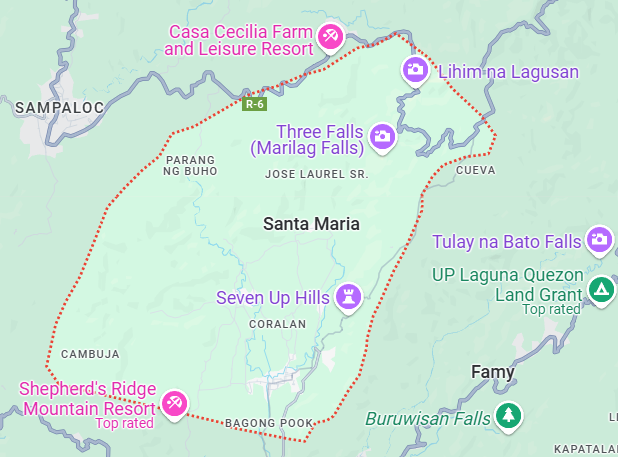 Casa Cecilia Farm
and Leisure Resort
Lihim na Lagusan
SAMPALOC
R-6
Three Falls
(Marilag Falls)
PARANG
NG BUHO
JOSE LAUREL SR.
CUEVA
Santa Maria
Tulay na Bato Falls
UP Laguna Quezon
Land Grant
Top rated
Seven Up Hills
CORALAN
CAMBUJA
Famy
Shepherd's Ridge
Mountain Resort
Top rated
BAGONG POOK
Buruwisan Falls
KAPATALA